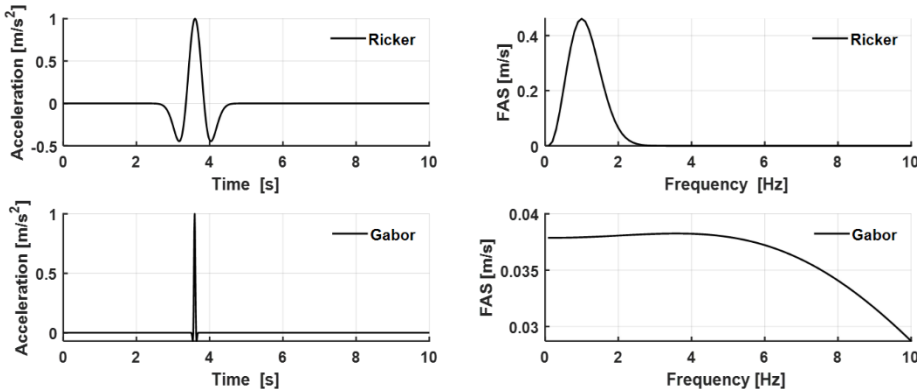 Acceleration [m/s²]
1
0.5
0
-0.5
Ricker
0 2 4 6 8 10
Time [s]
FAS [m/s]
0.4
0.2
0
Ricker
0 2 4 6 8 10
Frequency [Hz]
Acceleration [m/s²]
1
0.5
0
Gabor
0 2 4 6 8 10
Time [s]
FAS [m/s]
0.04
0.035
0.03
Gabor
0 2 4 6 8 10
Frequency [Hz]